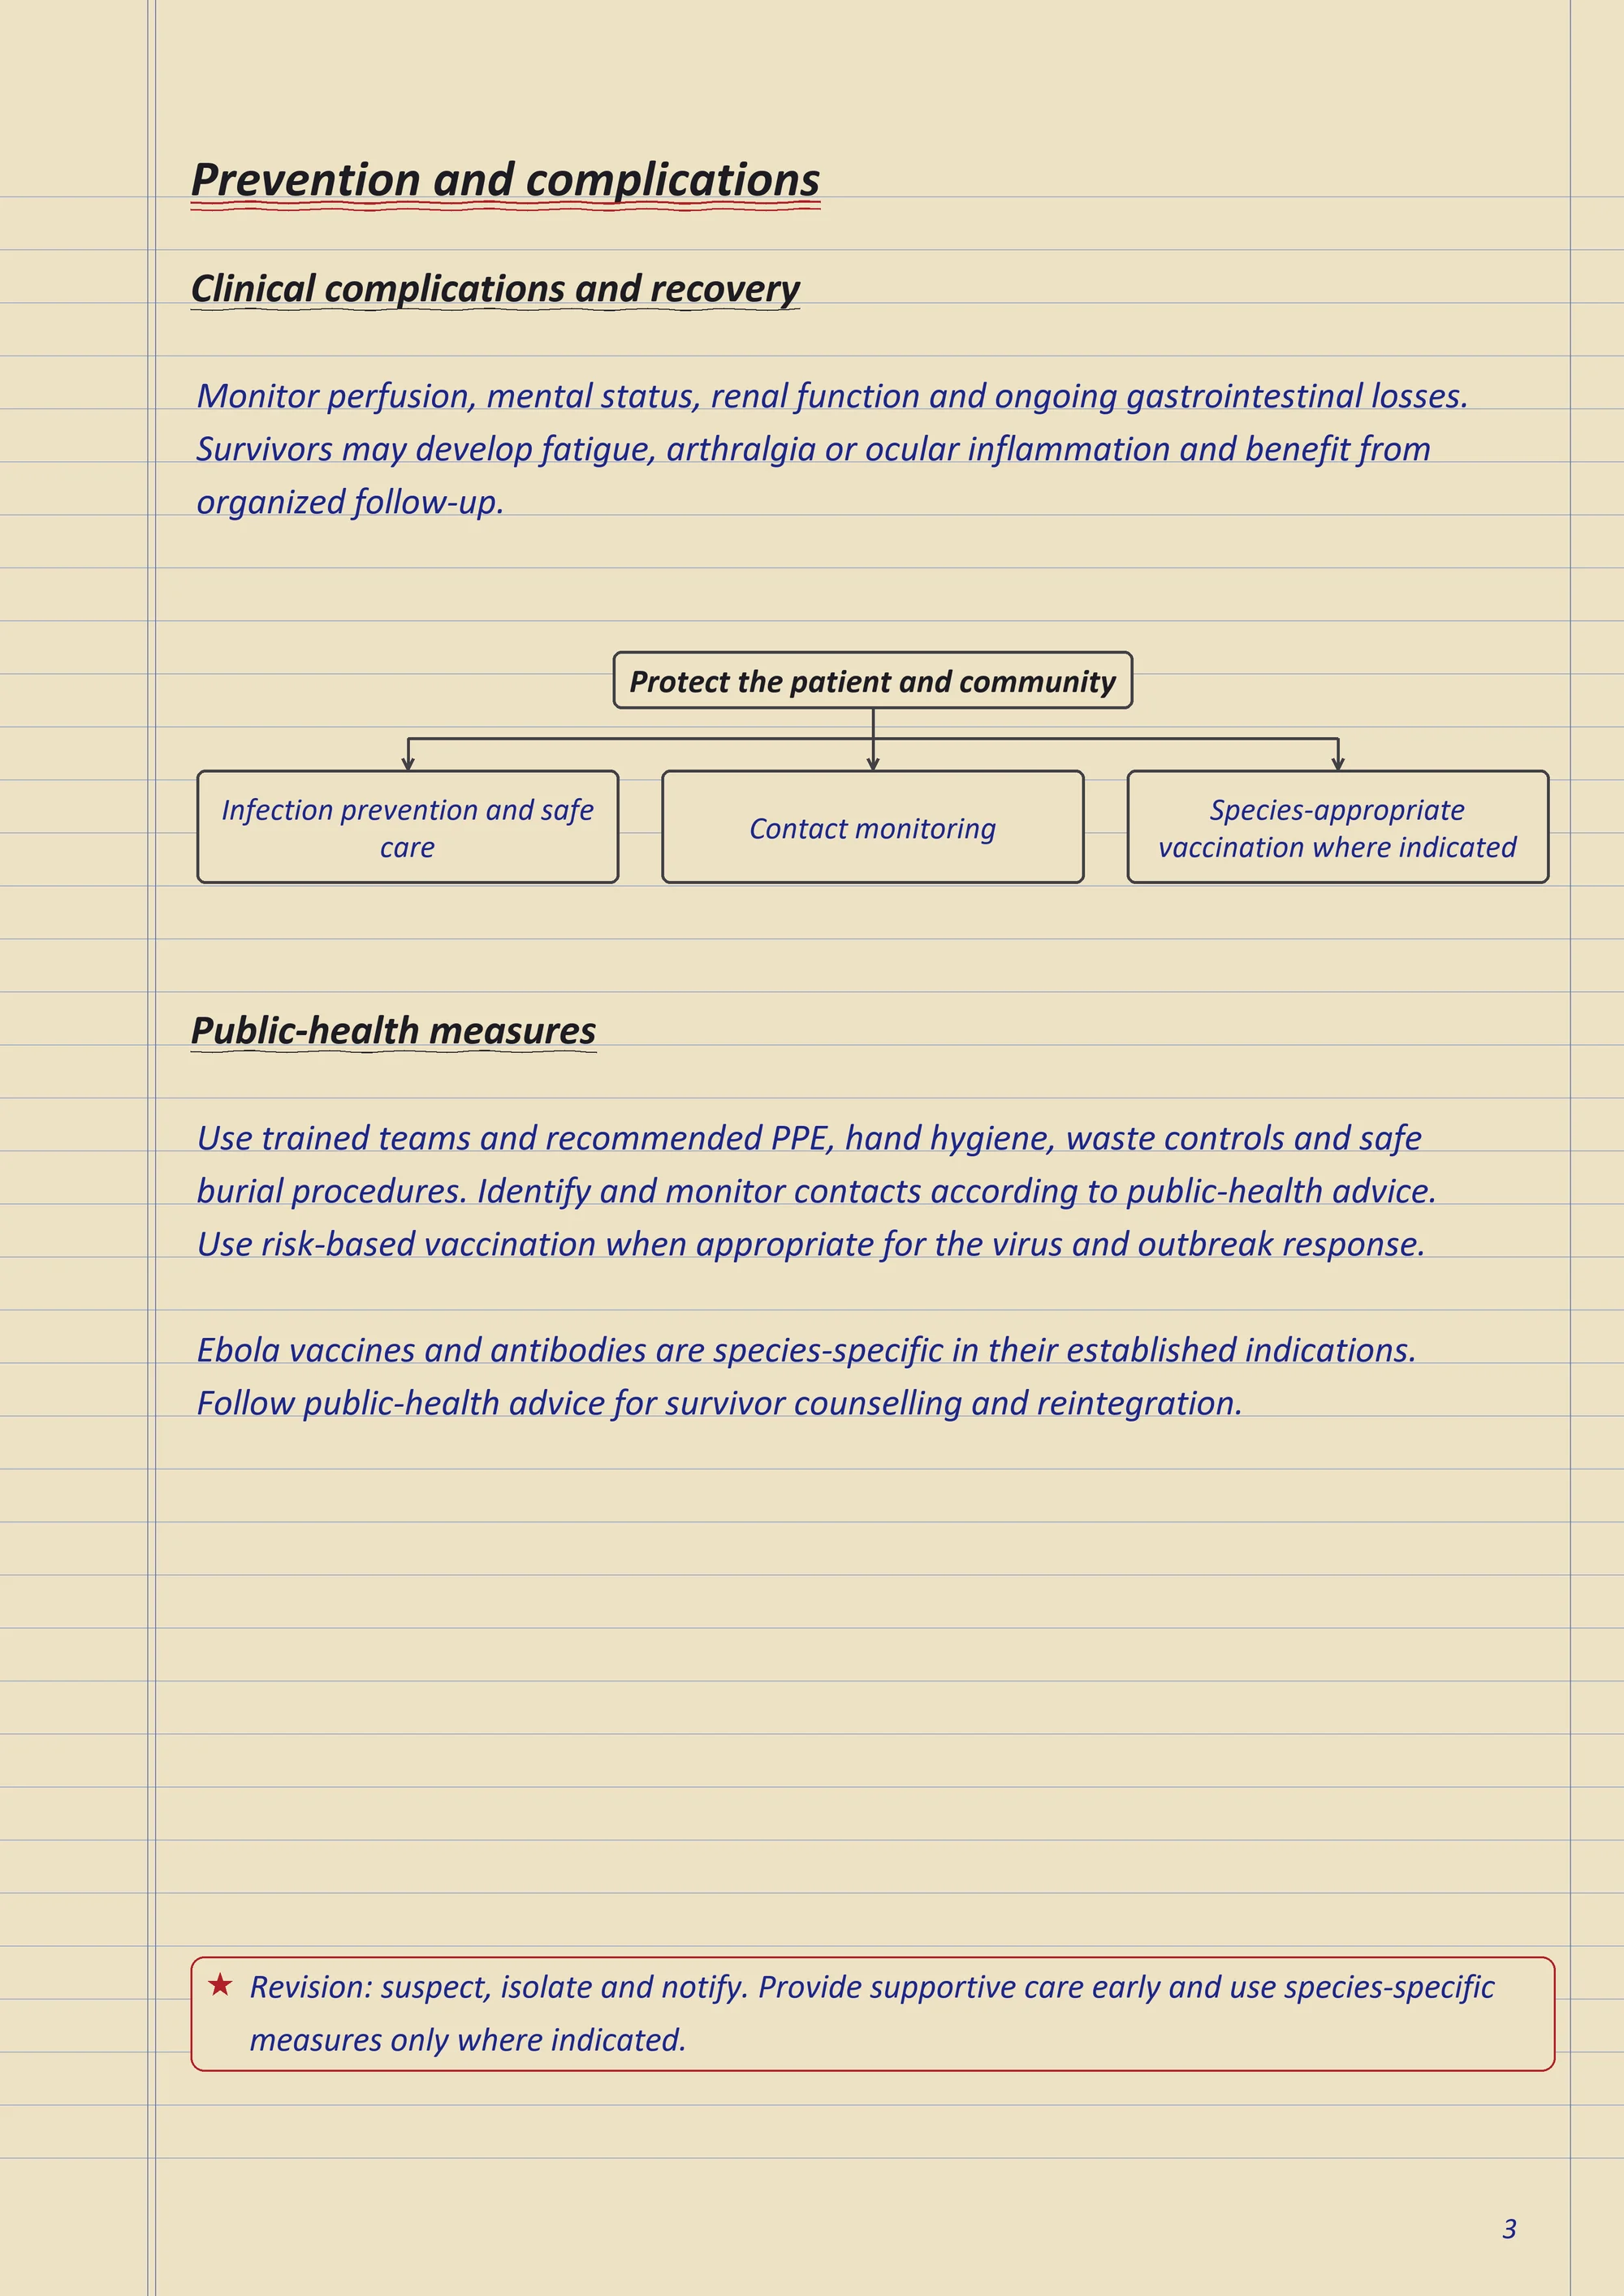 Prevention and complications
Clinical complications and recovery
Monitor perfusion, mental status, renal function and ongoing gastrointestinal losses.
Survivors may develop fatigue, arthralgia or ocular inflammation and benefit from
organized follow-up.
Protect the patient and community
Infection prevention and safe
care
Contact monitoring
Species-appropriate
vaccination where indicated
Public-health measures
Use trained teams and recommended PPE, hand hygiene, waste controls and safe
burial procedures. Identify and monitor contacts according to public-health advice.
Use risk-based vaccination when appropriate for the virus and outbreak response.
Ebola vaccines and antibodies are species-specific in their established indications.
Follow public-health advice for survivor counselling and reintegration.
★ Revision: suspect, isolate and notify. Provide supportive care early and use species-specific
measures only where indicated.
3